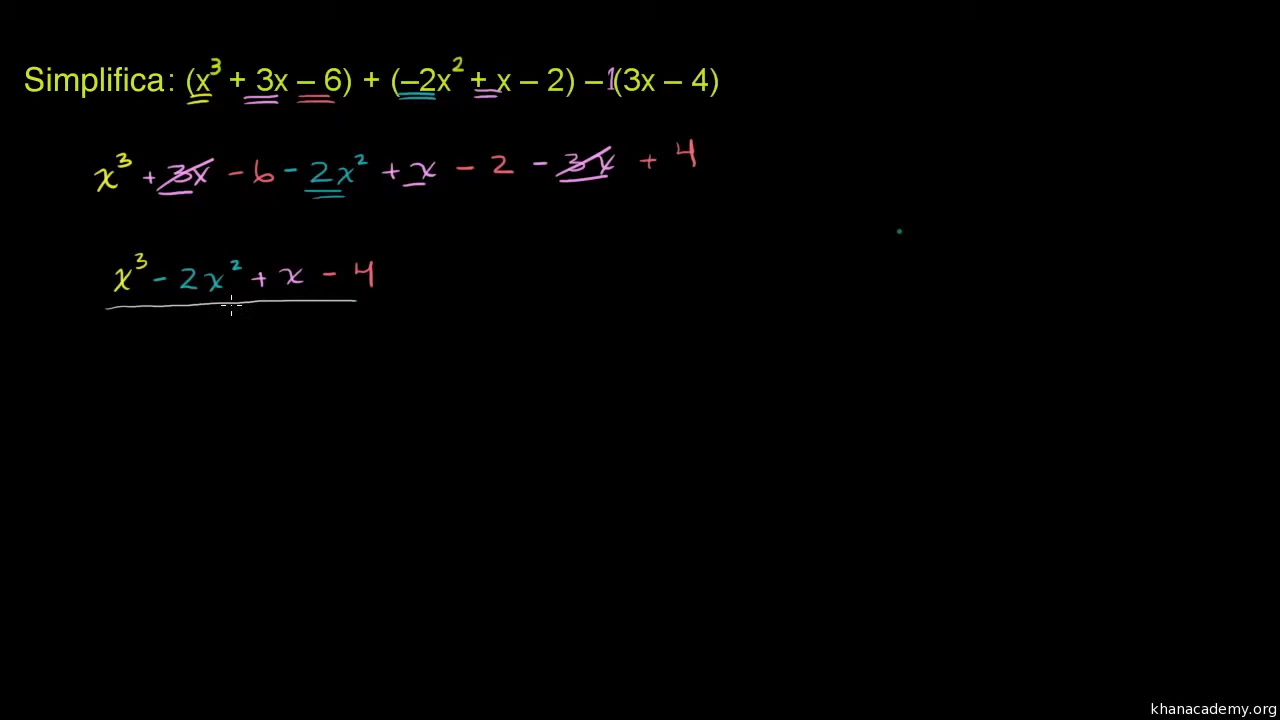 Simplifica: (x³ + 3x – 6) + (–2x² + x – 2) – 1(3x – 4)
x³ + 3x - 6 - 2x² + x - 2 - 3x + 4
x³ - 2x² + x - 4
khanacademy.org